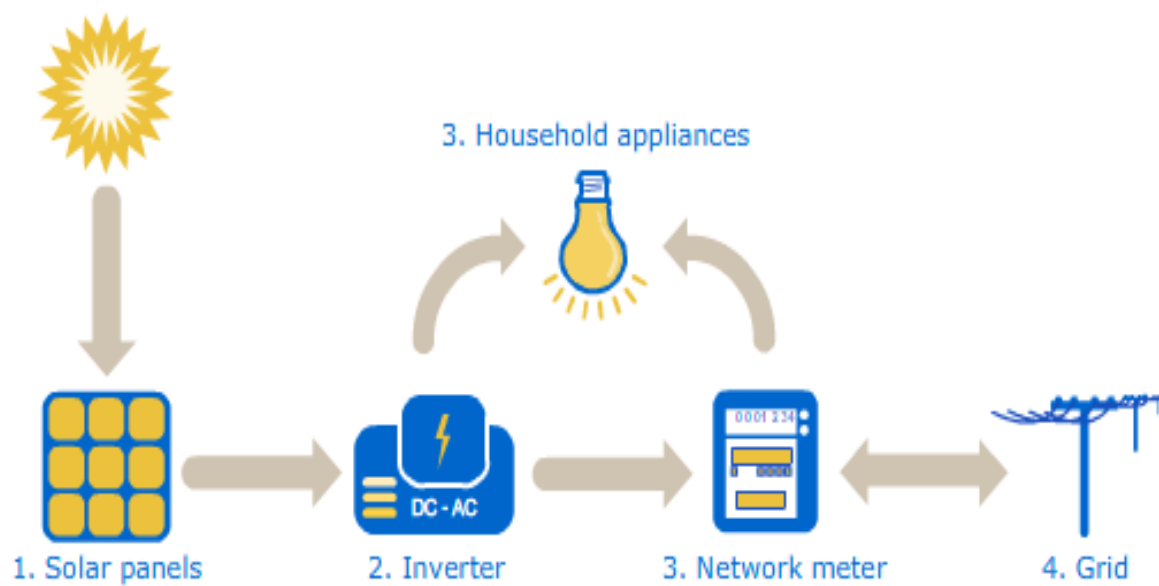 3. Household appliances
0001 234
DC - AC
1. Solar panels
2. Inverter
3. Network meter
4. Grid